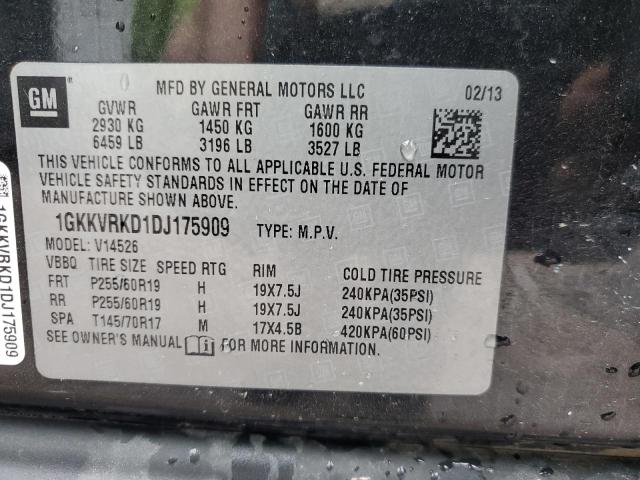 GM
MFD BY GENERAL MOTORS LLC 02/13
GVWR GAWR FRT GAWR RR
2930 KG 1450 KG 1600 KG
6459 LB 3196 LB 3527 LB
THIS VEHICLE CONFORMS TO ALL APPLICABLE U.S. FEDERAL MOTOR
VEHICLE SAFETY STANDARDS IN EFFECT ON THE DATE OF
MANUFACTURE SHOWN ABOVE.
1GKKVRKD1DJ175909 TYPE: M.P.V.
MODEL: V14526
VBBQ TIRE SIZE SPEED RTG RIM COLD TIRE PRESSURE
FRT P255/60R19 H 19X7.5J 240KPA(35PSI)
RR P255/60R19 H 19X7.5J 240KPA(35PSI)
SPA T145/70R17 M 17X4.5B 420KPA(60PSI)
SEE OWNER'S MANUAL i FOR MORE INFORMATION.
1GKKVRKD1DJ175909